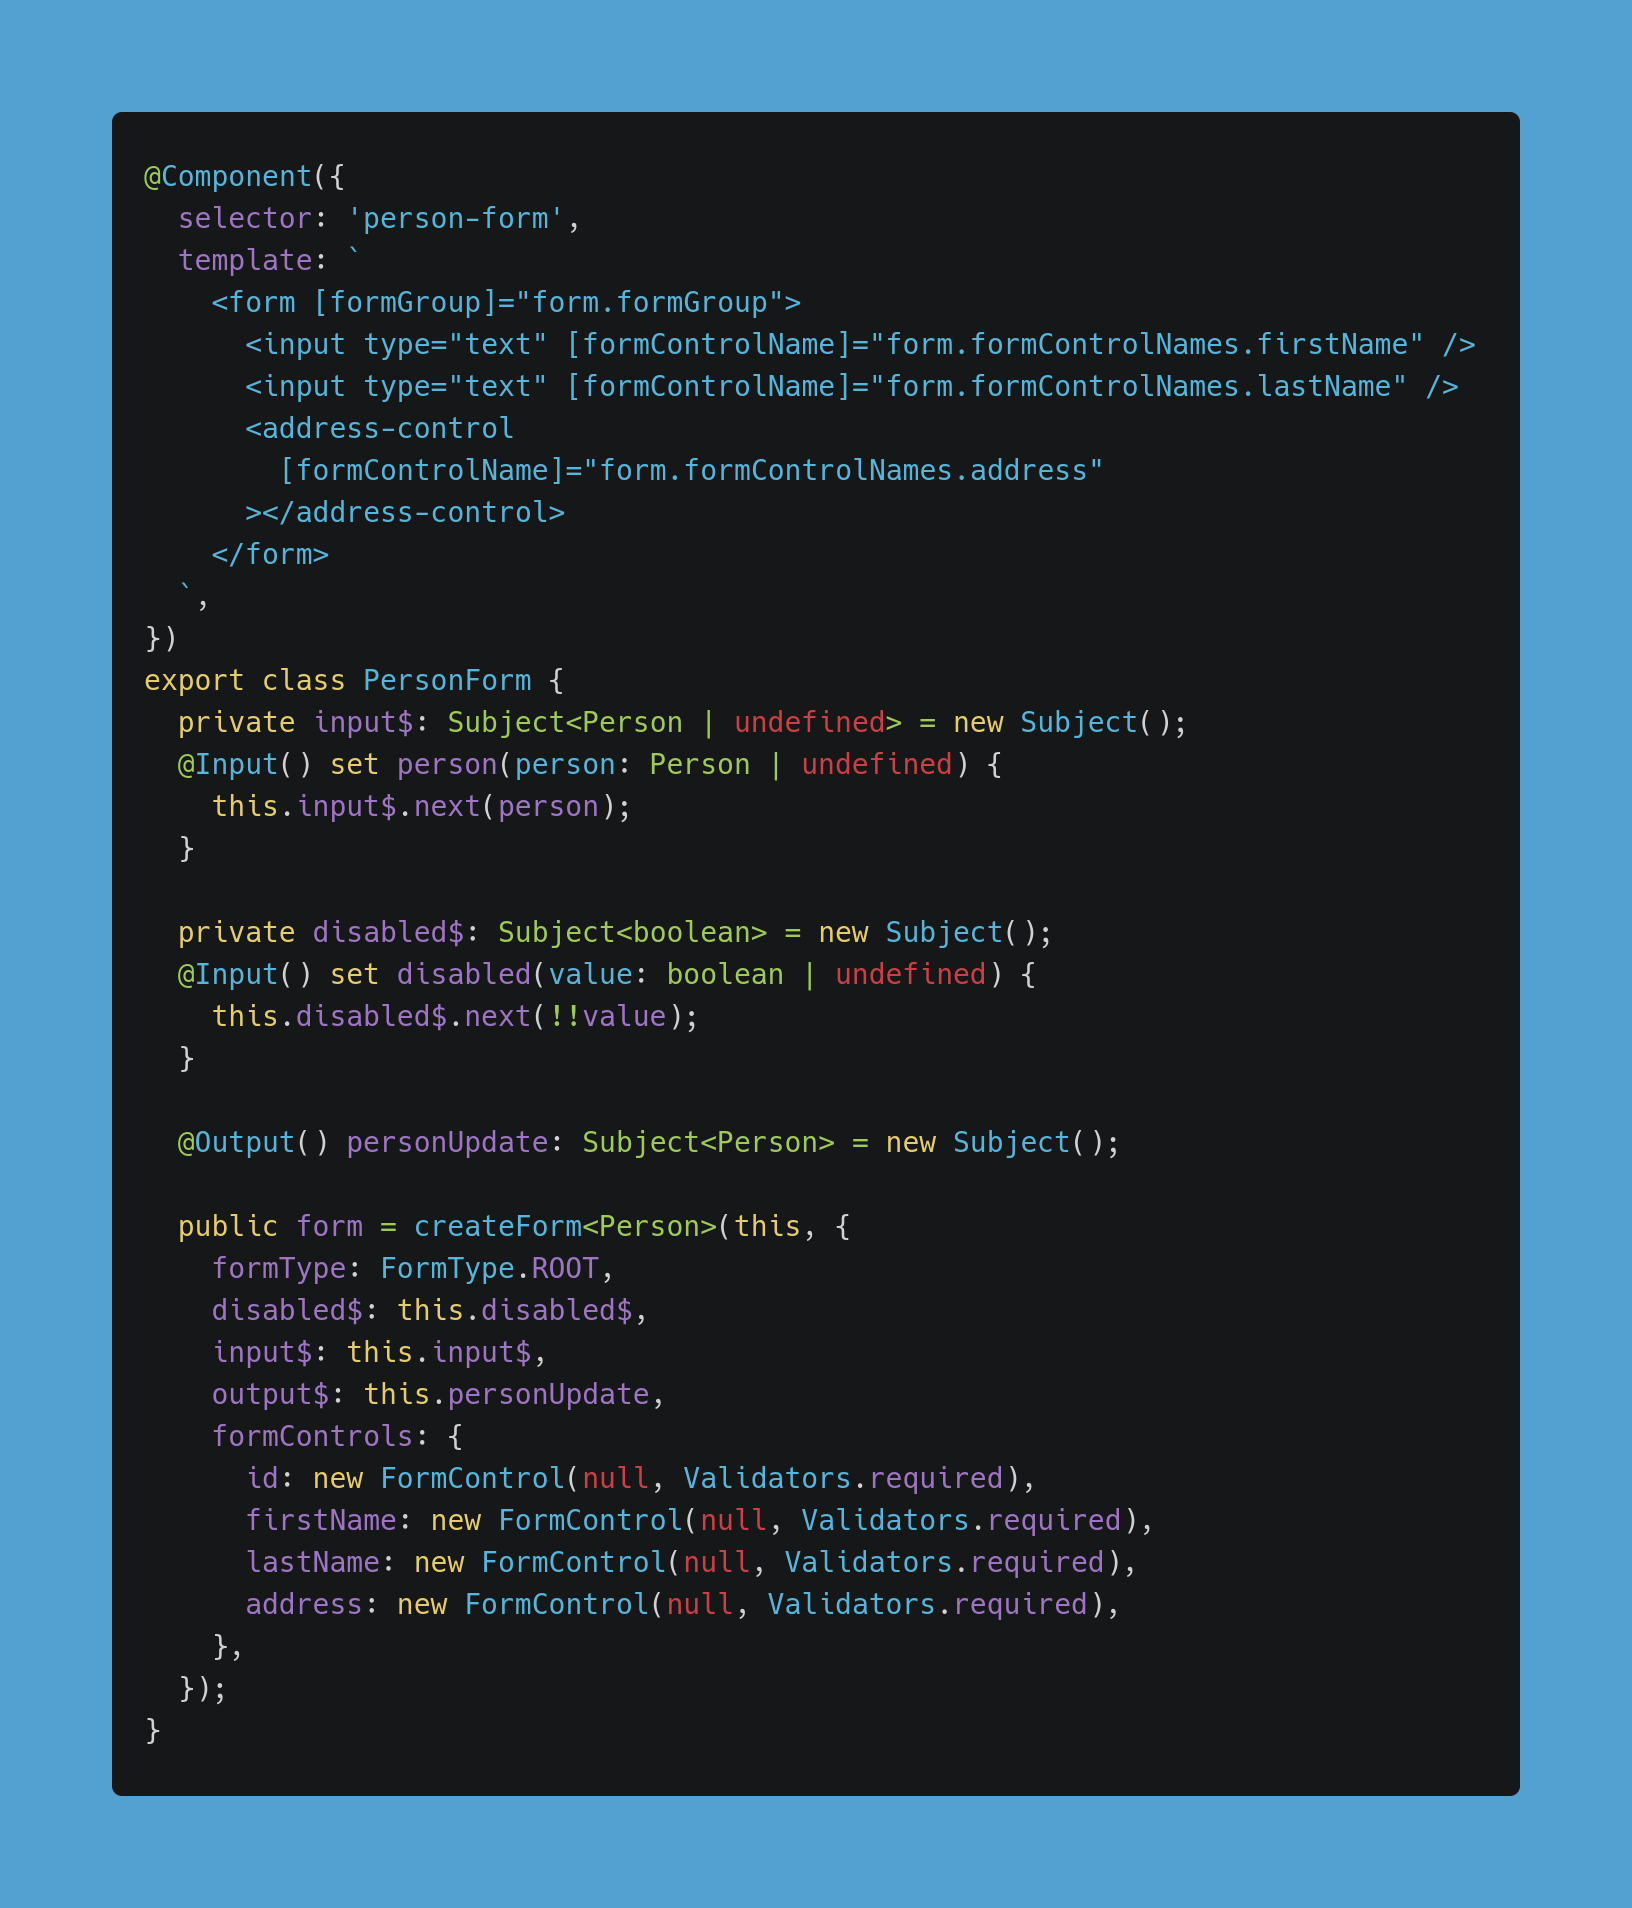 @Component({
  selector: 'person-form',
  template: `
    <form [formGroup]="form.formGroup">
      <input type="text" [formControlName]="form.formControlNames.firstName" />
      <input type="text" [formControlName]="form.formControlNames.lastName" />
      <address-control
        [formControlName]="form.formControlNames.address"
      ></address-control>
    </form>
  `,
})
export class PersonForm {
  private input$: Subject<Person | undefined> = new Subject();
  @Input() set person(person: Person | undefined) {
    this.input$.next(person);
  }

  private disabled$: Subject<boolean> = new Subject();
  @Input() set disabled(value: boolean | undefined) {
    this.disabled$.next(!!value);
  }

  @Output() personUpdate: Subject<Person> = new Subject();

  public form = createForm<Person>(this, {
    formType: FormType.ROOT,
    disabled$: this.disabled$,
    input$: this.input$,
    output$: this.personUpdate,
    formControls: {
      id: new FormControl(null, Validators.required),
      firstName: new FormControl(null, Validators.required),
      lastName: new FormControl(null, Validators.required),
      address: new FormControl(null, Validators.required),
    },
  });
}